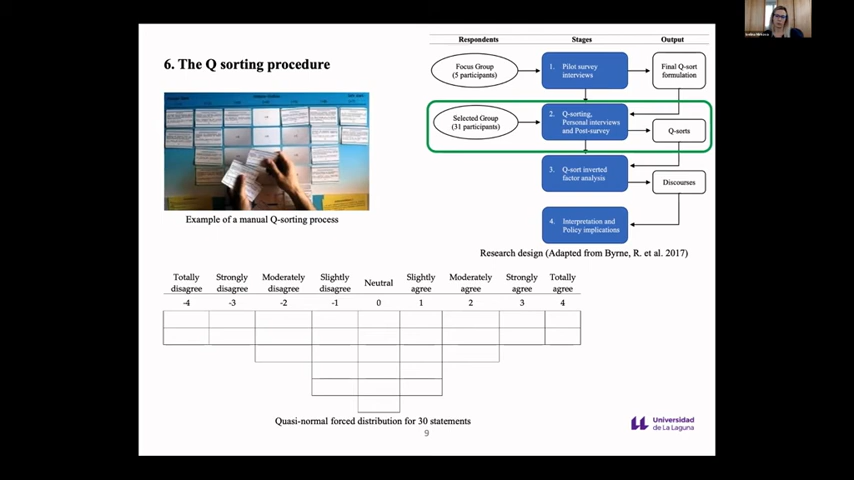 6. The Q sorting procedure
Example of a manual Q-sorting process
Respondents
Stages
Output
Focus Group
(5 participants)
1. Pilot survey
interviews
Final Q-sort
formulation
Selected Group
(31 participants)
2. Q-sorting,
Personal interviews
and Post-survey
Q-sorts
3. Q-sort inverted
factor analysis
Discourses
4. Interpretation and
Policy implications
Research design (Adapted from Byrne, R. et al. 2017)
Totally
disagree
Strongly
disagree
Moderately
disagree
Slightly
disagree
Neutral
Slightly
agree
Moderately
agree
Strongly
agree
Totally
agree
-4 -3 -2 -1 0 1 2 3 4
Quasi-normal forced distribution for 30 statements
9
Universidad
de La Laguna